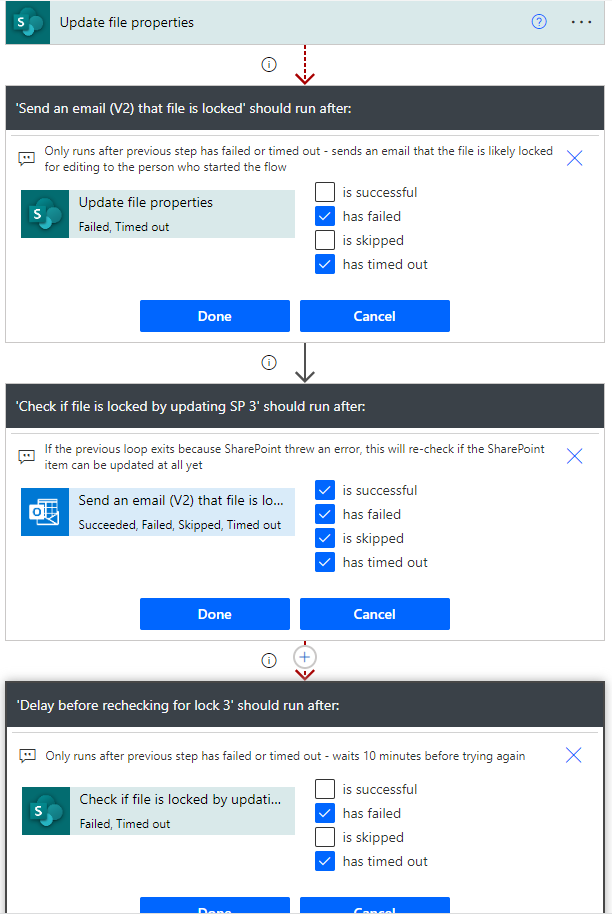 Update file properties
'Send an email (V2) that file is locked' should run after:
Only runs after previous step has failed or timed out - sends an email that the file is likely locked
for editing to the person who started the flow
Update file properties
Failed, Timed out
is successful
has failed
is skipped
has timed out
Done
Cancel
'Check if file is locked by updating SP 3' should run after:
If the previous loop exits because SharePoint threw an error, this will re-check if the SharePoint
item can be updated at all yet
Send an email (V2) that file is lo...
Succeeded, Failed, Skipped, Timed out
is successful
has failed
is skipped
has timed out
Done
Cancel
'Delay before rechecking for lock 3' should run after:
Only runs after previous step has failed or timed out - waits 10 minutes before trying again
Check if file is locked by updati...
Failed, Timed out
is successful
has failed
is skipped
has timed out
Done
Cancel